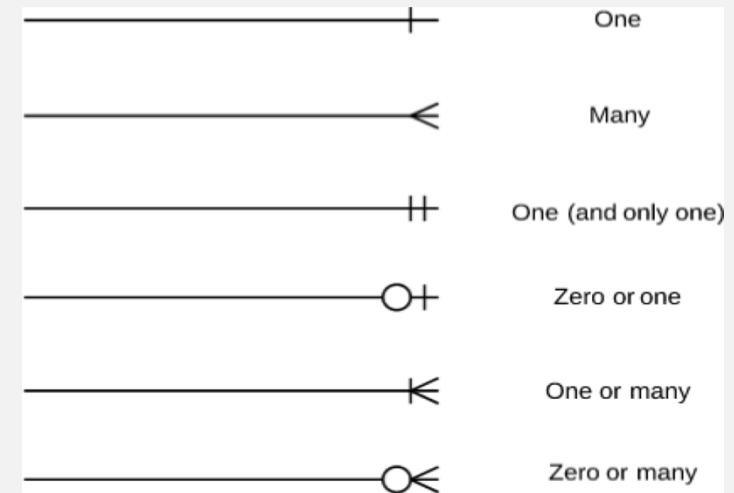 One
Many
One (and only one)
Zero or one
One or many
Zero or many